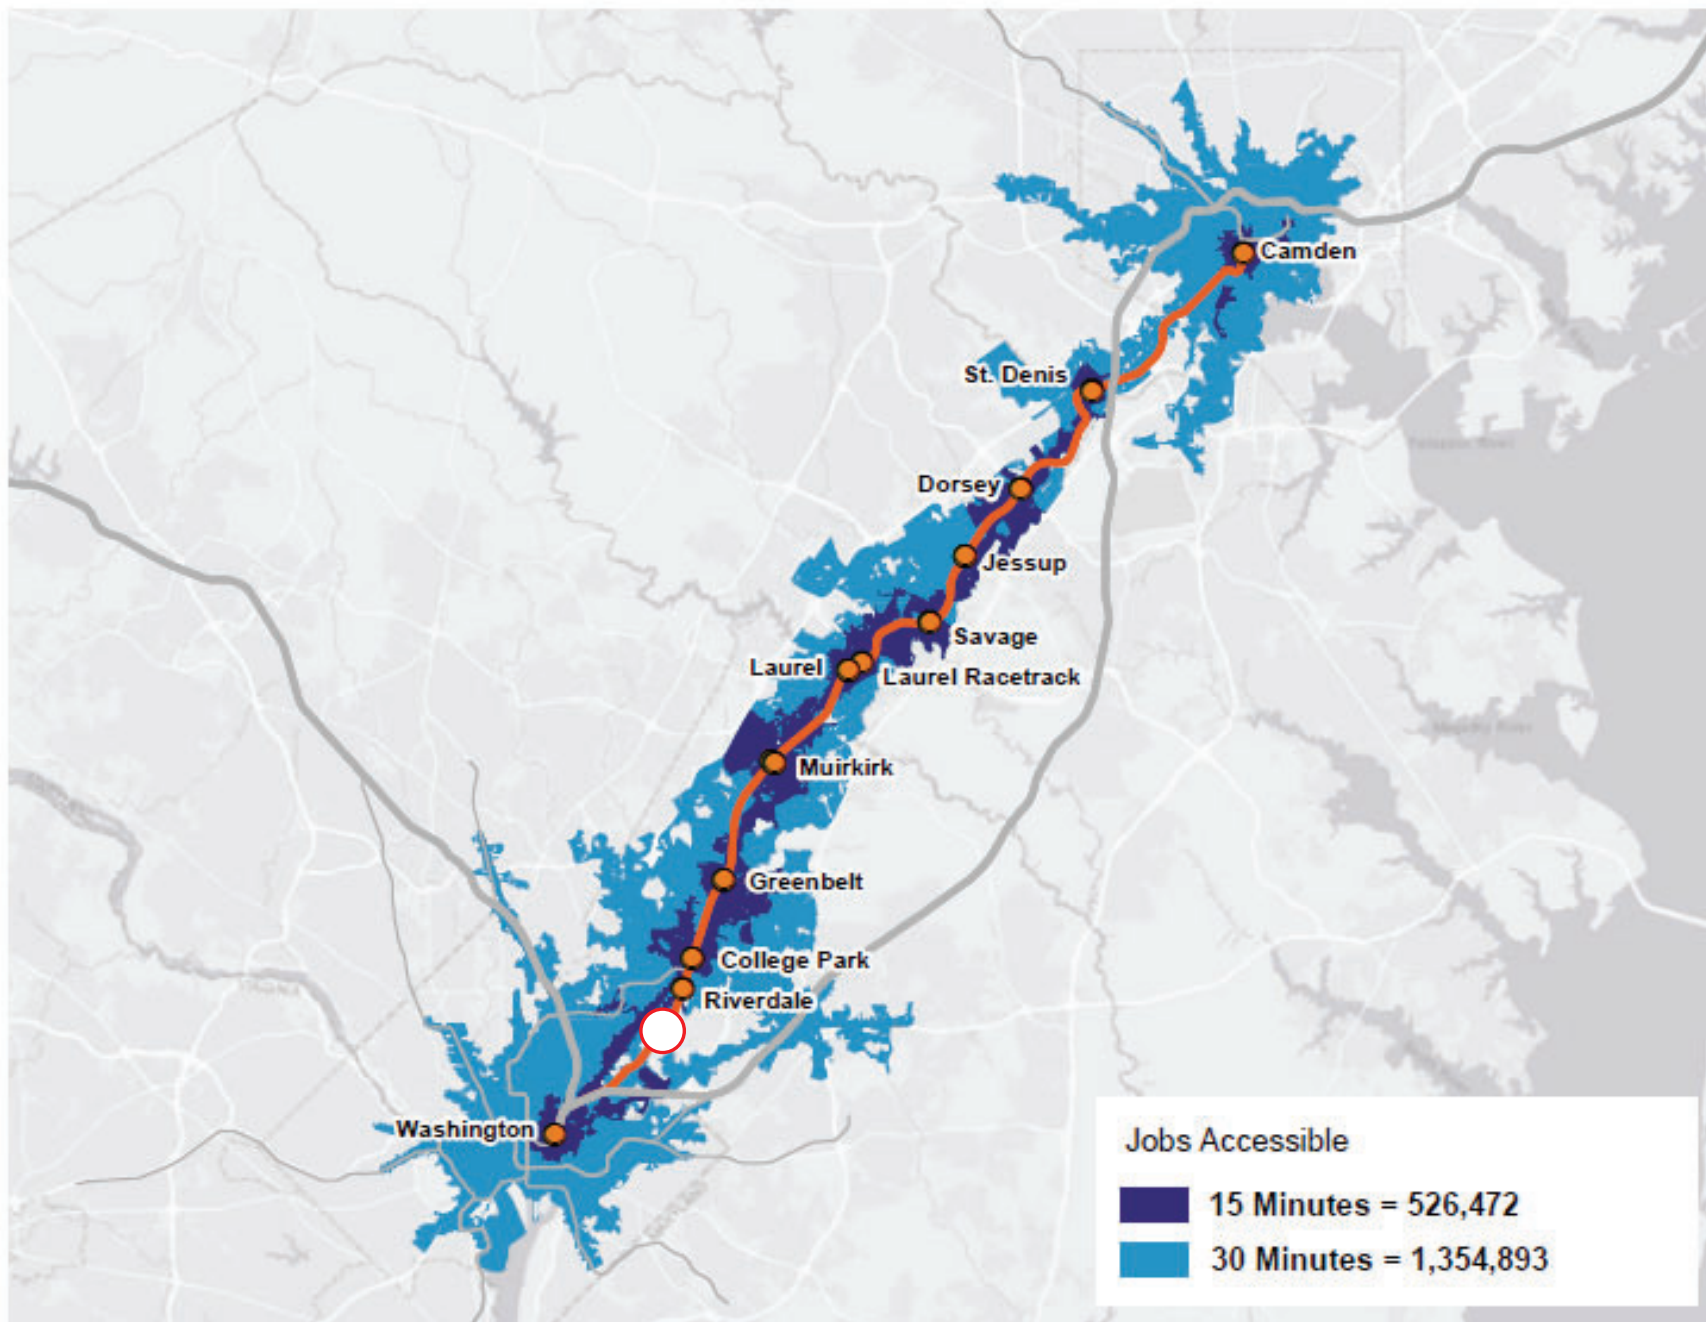 Camden
St. Denis
Dorsey
Jessup
Savage
Laurel
Laurel Racetrack
Muirkirk
Greenbelt
College Park
Riverdale
Washington
Jobs Accessible
15 Minutes = 526,472
30 Minutes = 1,354,893